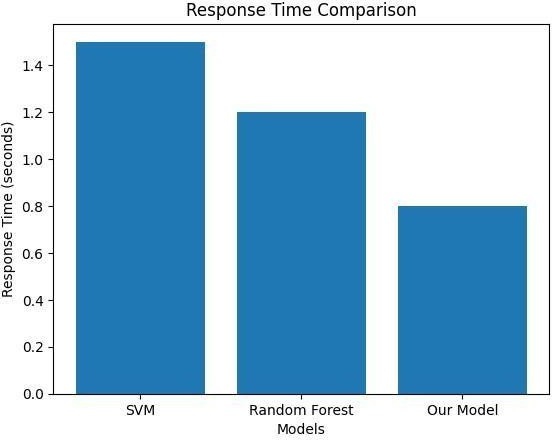 Response Time Comparison
Response Time (seconds)
1.4
1.2
1.0
0.8
0.6
0.4
0.2
0.0
SVM Random Forest Our Model
Models